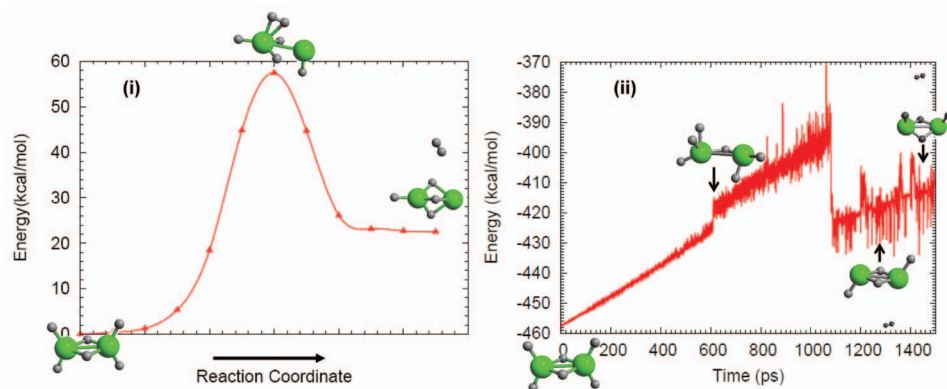 (i)
Energy(kcal/mol)
60
50
40
30
20
10
0
Reaction Coordinate
(ii)
Energy (kcal/mol)
-370
-380
-390
-400
-410
-420
-430
-440
-450
-460
0 200 400 600 800 1000 1200 1400
Time (ps)